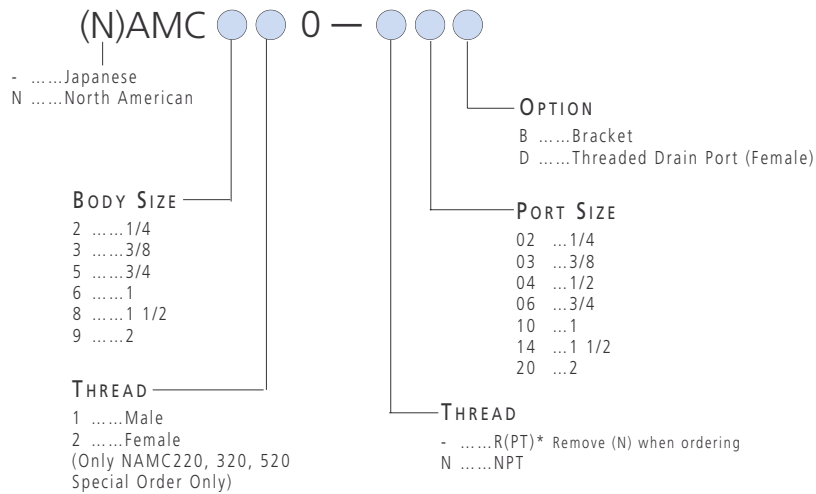 (N)AMC 0 –
- ......Japanese
N ......North American
BODY SIZE
2 ......1/4
3 ......3/8
5 ......3/4
6 ......1
8 ......1 1/2
9 ......2
THREAD
1 ......Male
2 ......Female
(Only NAMC220, 320, 520
Special Order Only)
OPTION
B ......Bracket
D ......Threaded Drain Port (Female)
PORT SIZE
02 ...1/4
03 ...3/8
04 ...1/2
06 ...3/4
10 ...1
14 ...1 1/2
20 ...2
THREAD
- ......R(PT)* Remove (N) when ordering
N ......NPT